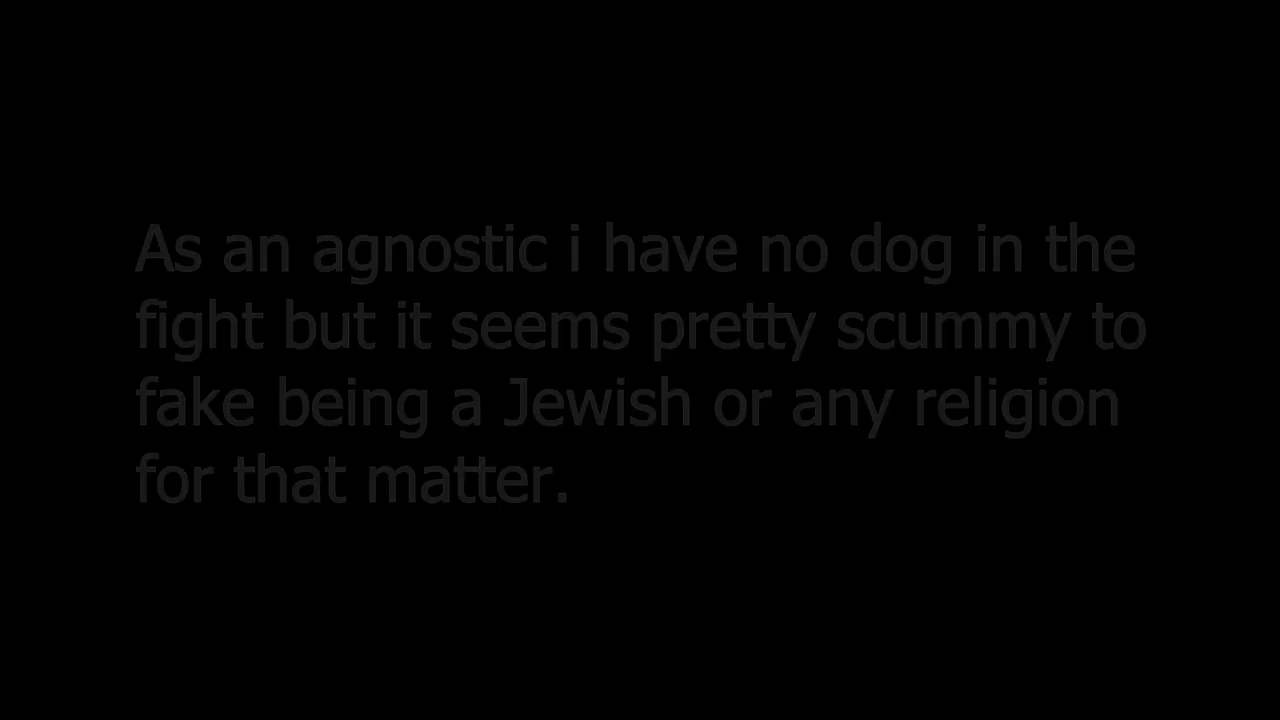 As an agnostic i have no dog in the
fight but it seems pretty scummy to
fake being a Jewish or any religion
for that matter.